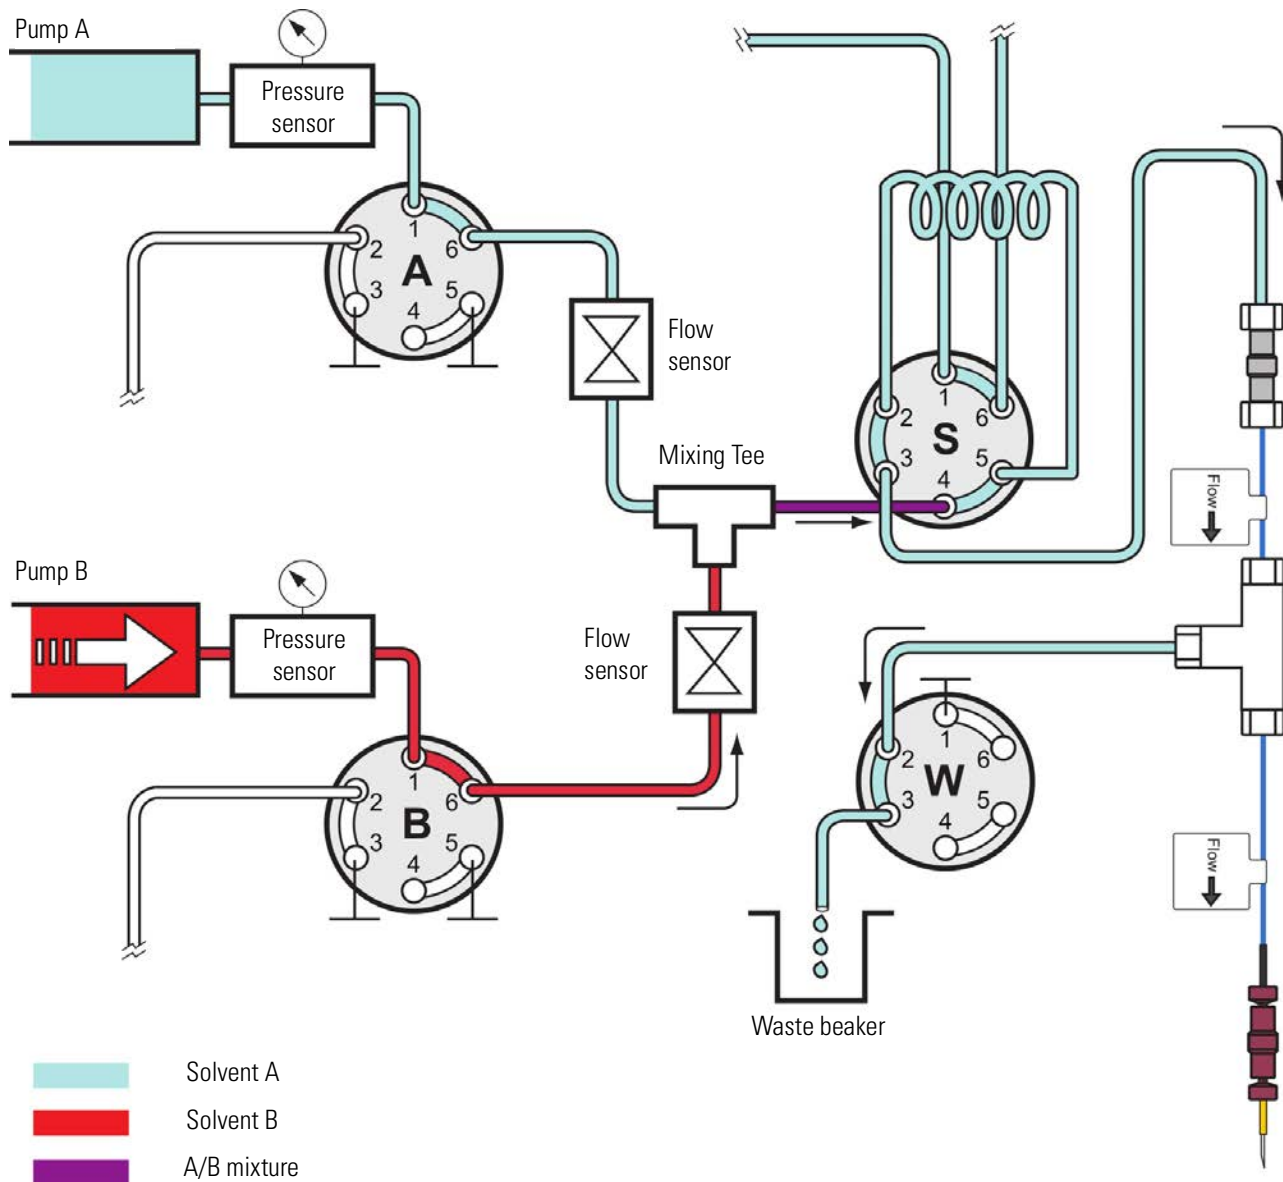 Pump A
Pressure
sensor
1
2
6
A
3
5
4
Flow
sensor
1
2
6
S
3
5
4
Mixing Tee
Flow
Pump B
Pressure
sensor
Flow
sensor
1
2
6
B
3
5
4
1
2
6
W
3
5
4
Flow
Waste beaker
Solvent A
Solvent B
A/B mixture